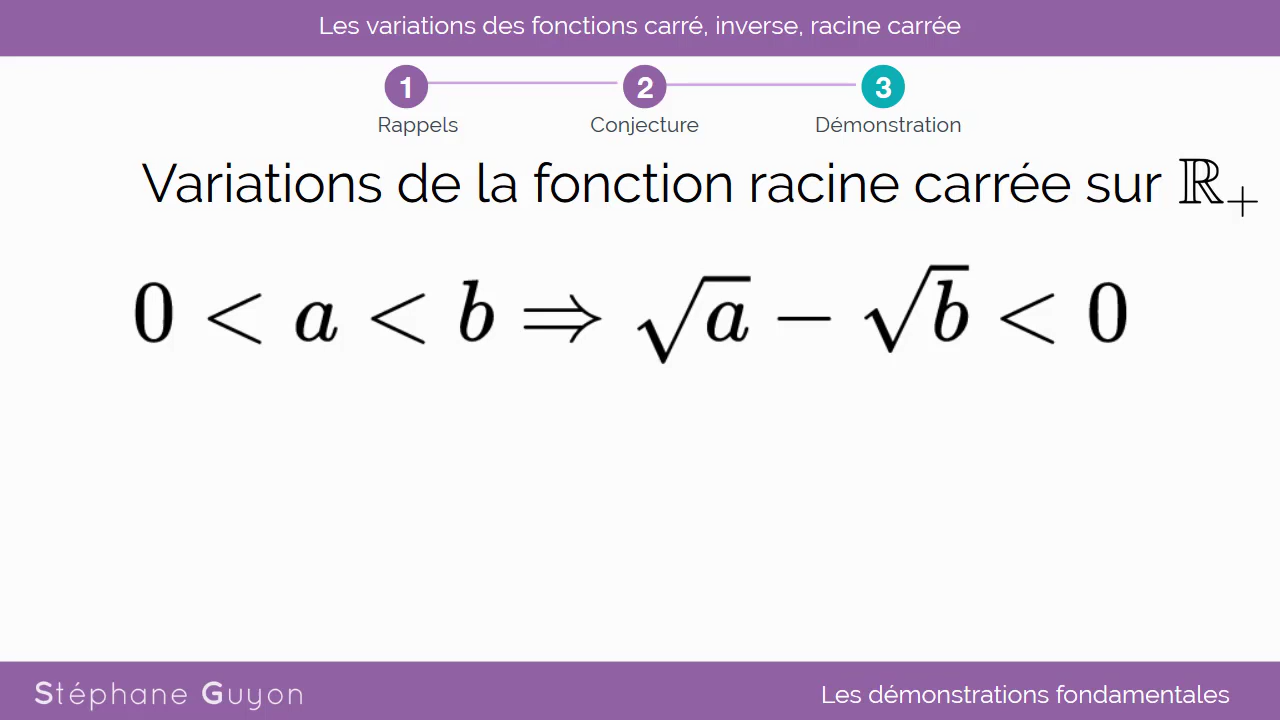 Les variations des fonctions carré, inverse, racine carrée
1 2 3
Rappels Conjecture Démonstration
Variations de la fonction racine carrée sur ℝ₊
0 < a < b ⇒ √a − √b < 0
Stéphane Guyon
Les démonstrations fondamentales